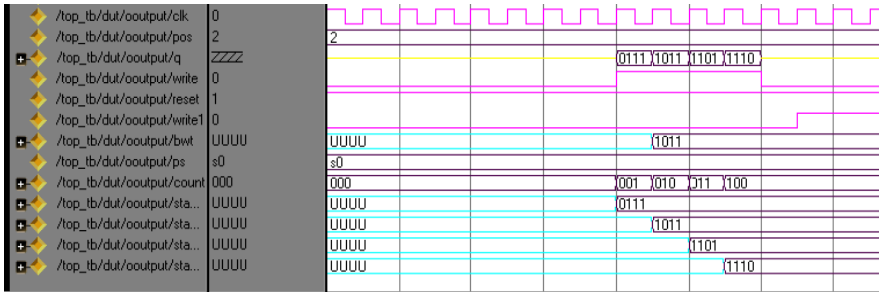 /top_tb/dut/ooutput/clk 0
/top_tb/dut/ooutput/pos 2 2
/top_tb/dut/ooutput/q ZZZZ 0111 1011 1101 1110
/top_tb/dut/ooutput/write 0
/top_tb/dut/ooutput/reset 1
/top_tb/dut/ooutput/write1 0
/top_tb/dut/ooutput/bwt UUUU UUUU 1011
/top_tb/dut/ooutput/ps s0 s0
/top_tb/dut/ooutput/count 000 000 001 010 011 100
/top_tb/dut/ooutput/sta... UUUU UUUU 0111
/top_tb/dut/ooutput/sta... UUUU UUUU 1011
/top_tb/dut/ooutput/sta... UUUU UUUU 1101
/top_tb/dut/ooutput/sta... UUUU UUUU 1110